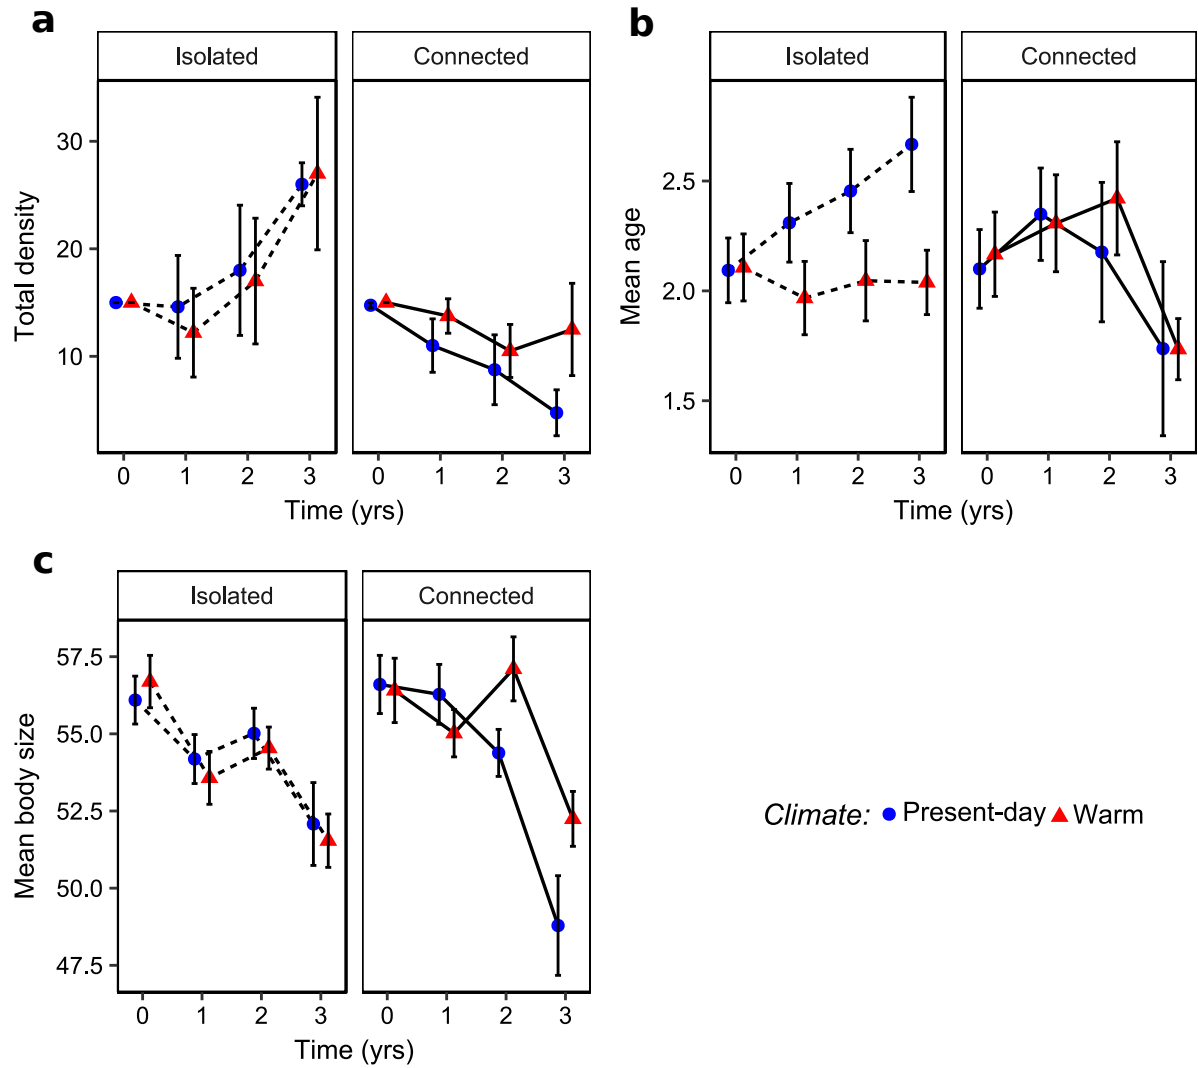 a
Isolated Connected
Total density
30
20
10
0 1 2 3 0 1 2 3
Time (yrs)
b
Isolated Connected
Mean age
2.5
2.0
1.5
0 1 2 3 0 1 2 3
Time (yrs)
c
Isolated Connected
Mean body size
57.5
55.0
52.5
50.0
47.5
0 1 2 3 0 1 2 3
Time (yrs)
Climate: Present-day Warm